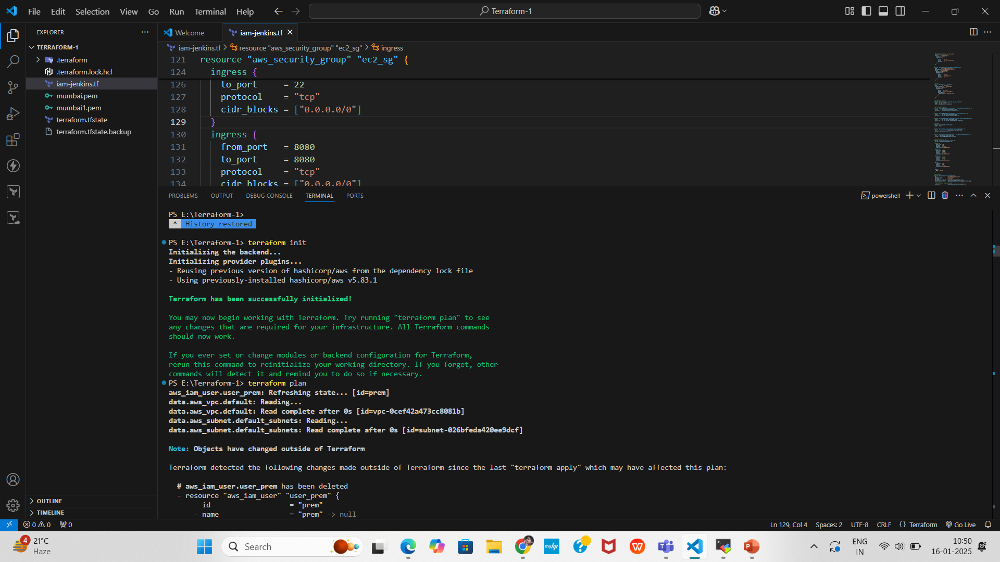 File Edit Selection View Go Run Terminal Help
Terraform-1
EXPLORER
TERRAFORM-1
.terraform
.terraform.lock.hcl
iam-jenkins.tf
mumbai.pem
mumbai1.pem
terraform.tfstate
terraform.tfstate.backup
OUTLINE
TIMELINE
Welcome
iam-jenkins.tf
iam-jenkins.tf > resource "aws_security_group" "ec2_sg" > ingress
121 resource "aws_security_group" "ec2_sg" {
124 ingress {
126 to_port = 22
127 protocol = "tcp"
128 cidr_blocks = ["0.0.0.0/0"]
129 }
130 ingress {
131 from_port = 8080
132 to_port = 8080
133 protocol = "tcp"
134 cidr_blocks = ["0.0.0.0/0"]
PROBLEMS OUTPUT DEBUG CONSOLE TERMINAL PORTS
powershell
PS E:\Terraform-1>
* History restored
PS E:\Terraform-1> terraform init
Initializing the backend...
Initializing provider plugins...
- Reusing previous version of hashicorp/aws from the dependency lock file
- Using previously-installed hashicorp/aws v5.83.1
Terraform has been successfully initialized!
You may now begin working with Terraform. Try running "terraform plan" to see
any changes that are required for your infrastructure. All Terraform commands
should now work.
If you ever set or change modules or backend configuration for Terraform,
rerun this command to reinitialize your working directory. If you forget, other
commands will detect it and remind you to do so if necessary.
PS E:\Terraform-1> terraform plan
aws_iam_user.user_prem: Refreshing state... [id=prem]
data.aws_vpc.default: Reading...
data.aws_vpc.default: Read complete after 0s [id=vpc-0cef42a473cc8081b]
data.aws_subnet.default_subnets: Reading...
data.aws_subnet.default_subnets: Read complete after 0s [id=subnet-026bfeda420ee9dcf]
Note: Objects have changed outside of Terraform
Terraform detected the following changes made outside of Terraform since the last "terraform apply" which may have affected this plan:
# aws_iam_user.user_prem has been deleted
- resource "aws_iam_user" "user_prem" {
id = "prem"
- name = "prem" -> null
0 0 0
Ln 129, Col 4 Spaces: 2 UTF-8 CRLF {} Terraform Go Live
4
21°C
Haze
Search
myhp
ENG
IN
10:50
16-01-2025